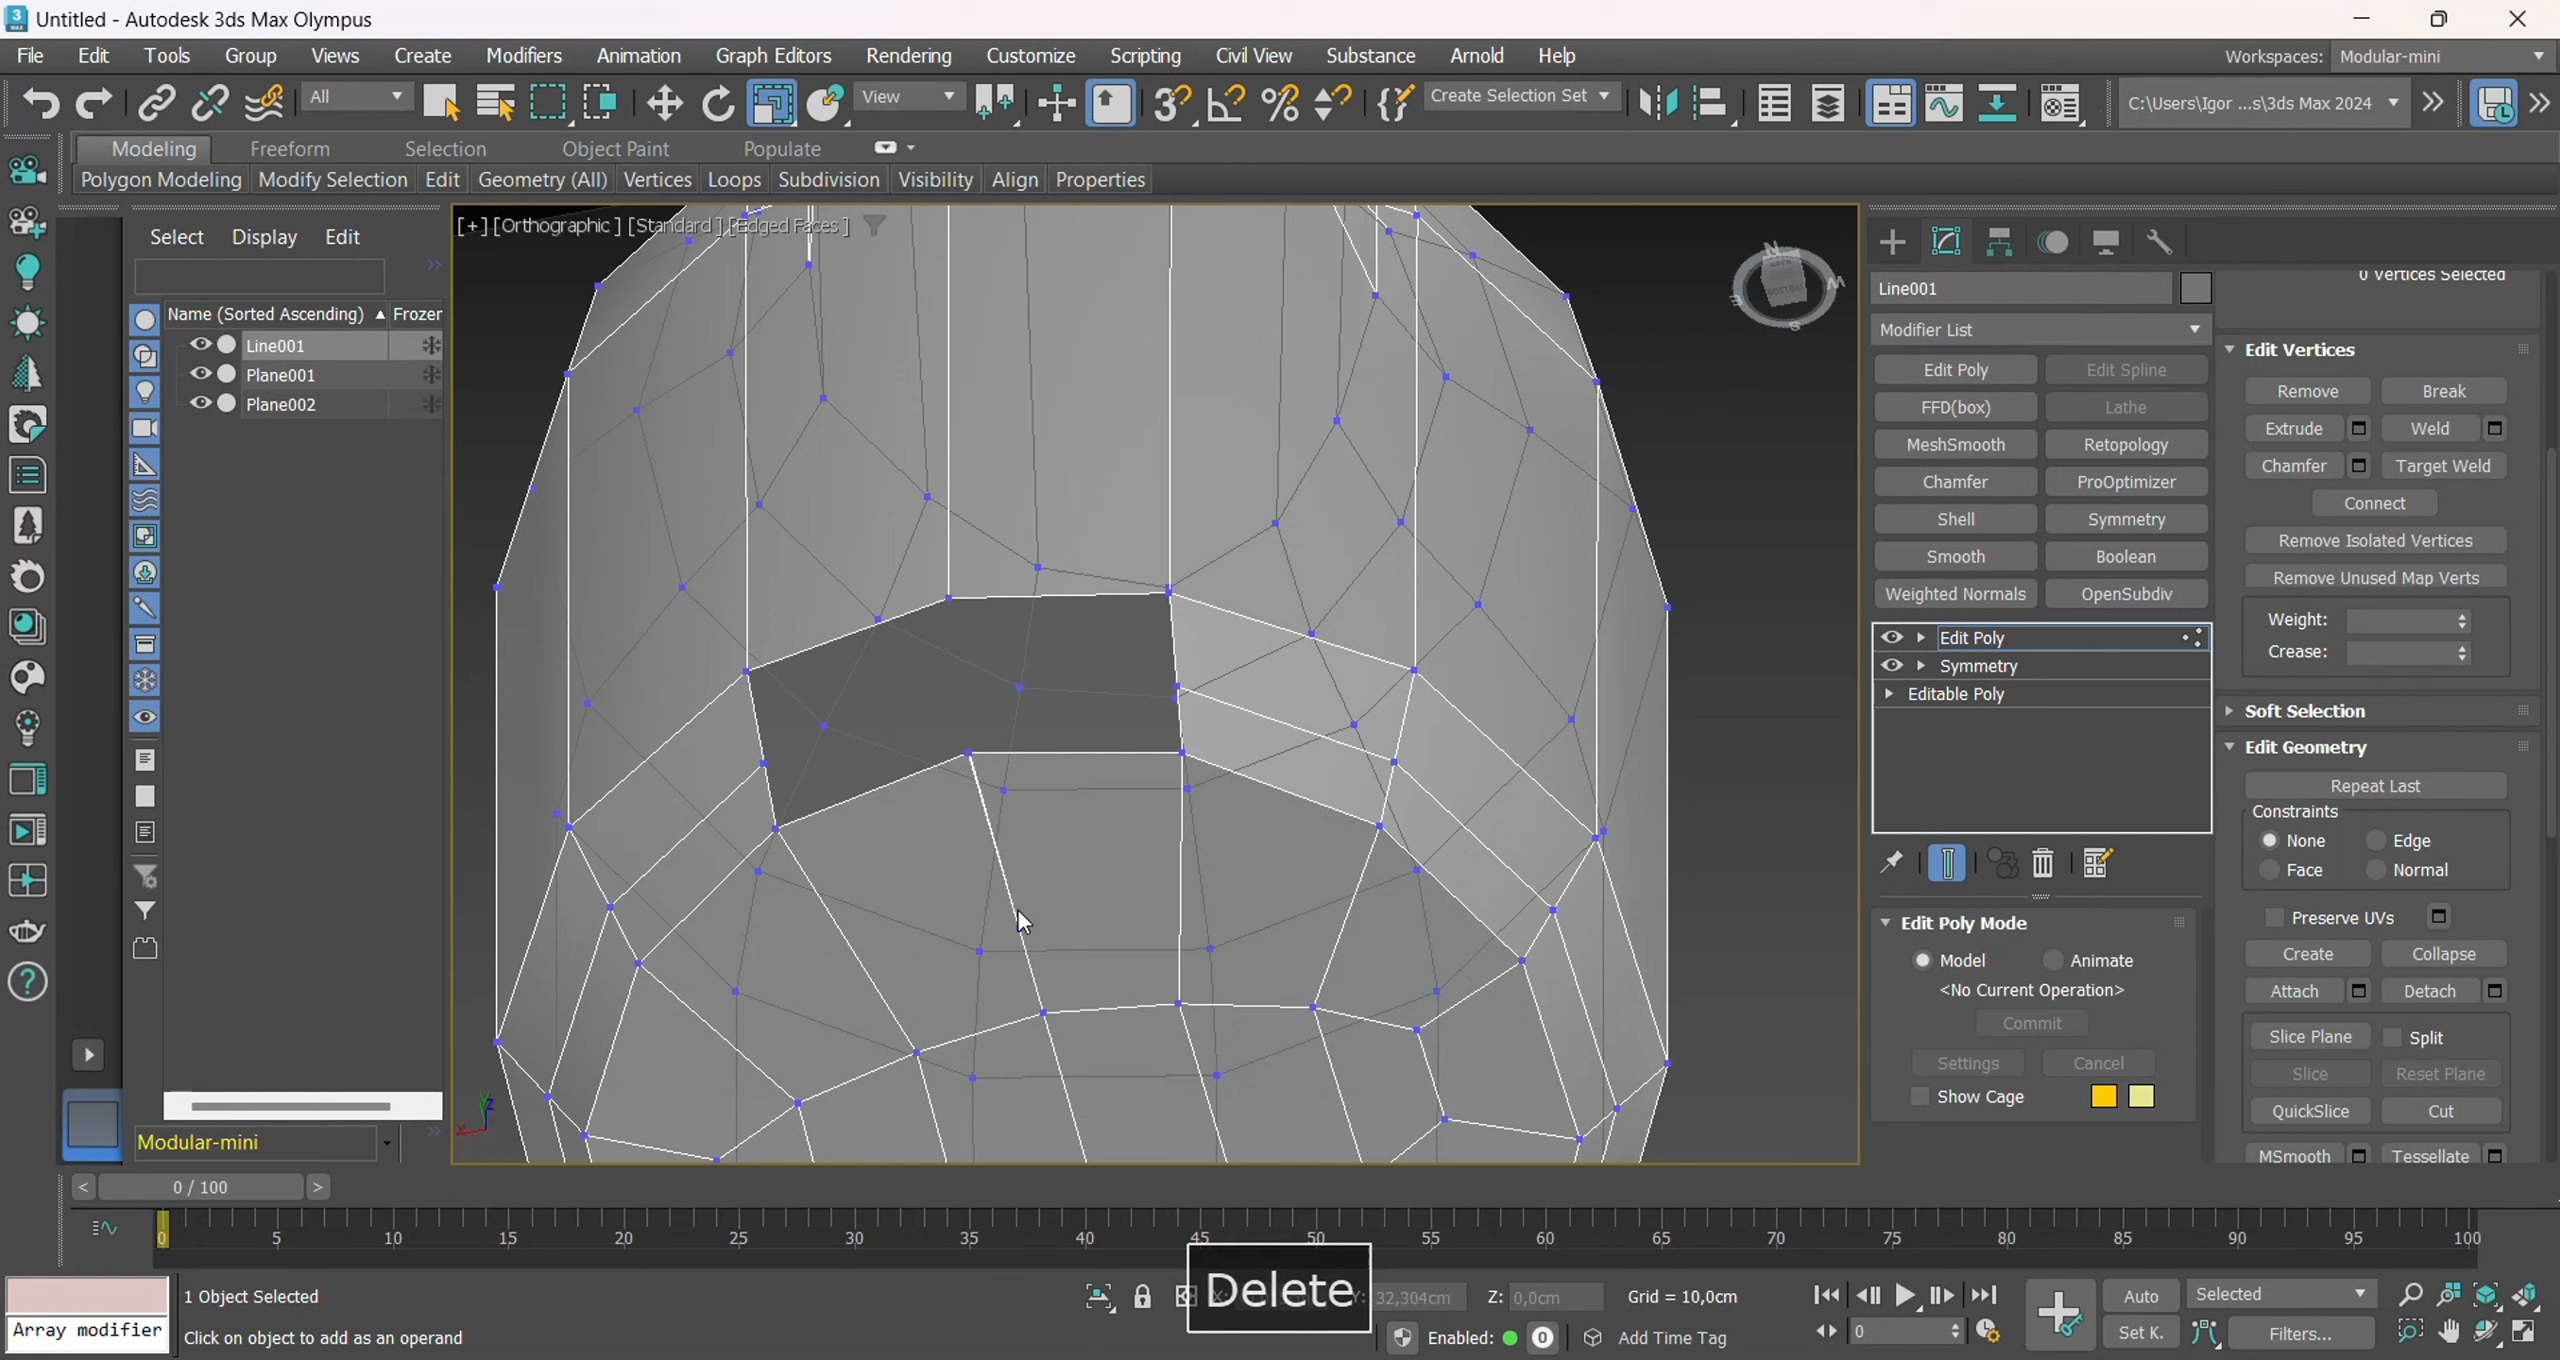 Untitled - Autodesk 3ds Max Olympus
File Edit Tools Group Views Create Modifiers Animation Graph Editors Rendering Customize Scripting Civil View Substance Arnold Help Workspaces: Modular-mini
All View Create Selection Set C:\Users\Igor ...s\3ds Max 2024
Modeling Freeform Selection Object Paint Populate
Polygon Modeling Modify Selection Edit Geometry (All) Vertices Loops Subdivision Visibility Align Properties
Select Display Edit
Name (Sorted Ascending) Frozen
Line001
Plane001
Plane002
Modular-mini
[+] [Orthographic ] [Standard ] [Edged Faces ]
Line001
Modifier List
Edit Poly Edit Spline
FFD(box) Lathe
MeshSmooth Retopology
Chamfer ProOptimizer
Shell Symmetry
Smooth Boolean
Weighted Normals OpenSubdiv
Edit Poly
Symmetry
Editable Poly
Edit Poly Mode
Model Animate
<No Current Operation>
Commit
Settings Cancel
Show Cage
0 Vertices Selected
Edit Vertices
Remove Break
Extrude Weld
Chamfer Target Weld
Connect
Remove Isolated Vertices
Remove Unused Map Verts
Weight:
Crease:
Soft Selection
Edit Geometry
Repeat Last
Constraints
None Edge
Face Normal
Preserve UVs
Create Collapse
Attach Detach
Slice Plane Split
Slice Reset Plane
QuickSlice Cut
MSmooth Tessellate
< 0 / 100 >
0 5 10 15 20 25 30 35 40 45 50 55 60 65 70 75 80 85 90 95 100
Delete
1 Object Selected
Array modifier
Click on object to add as an operand
32,304cm Z: 0,0cm Grid = 10,0cm
Enabled: 0 Add Time Tag
0
Auto Selected
Set K. Filters...